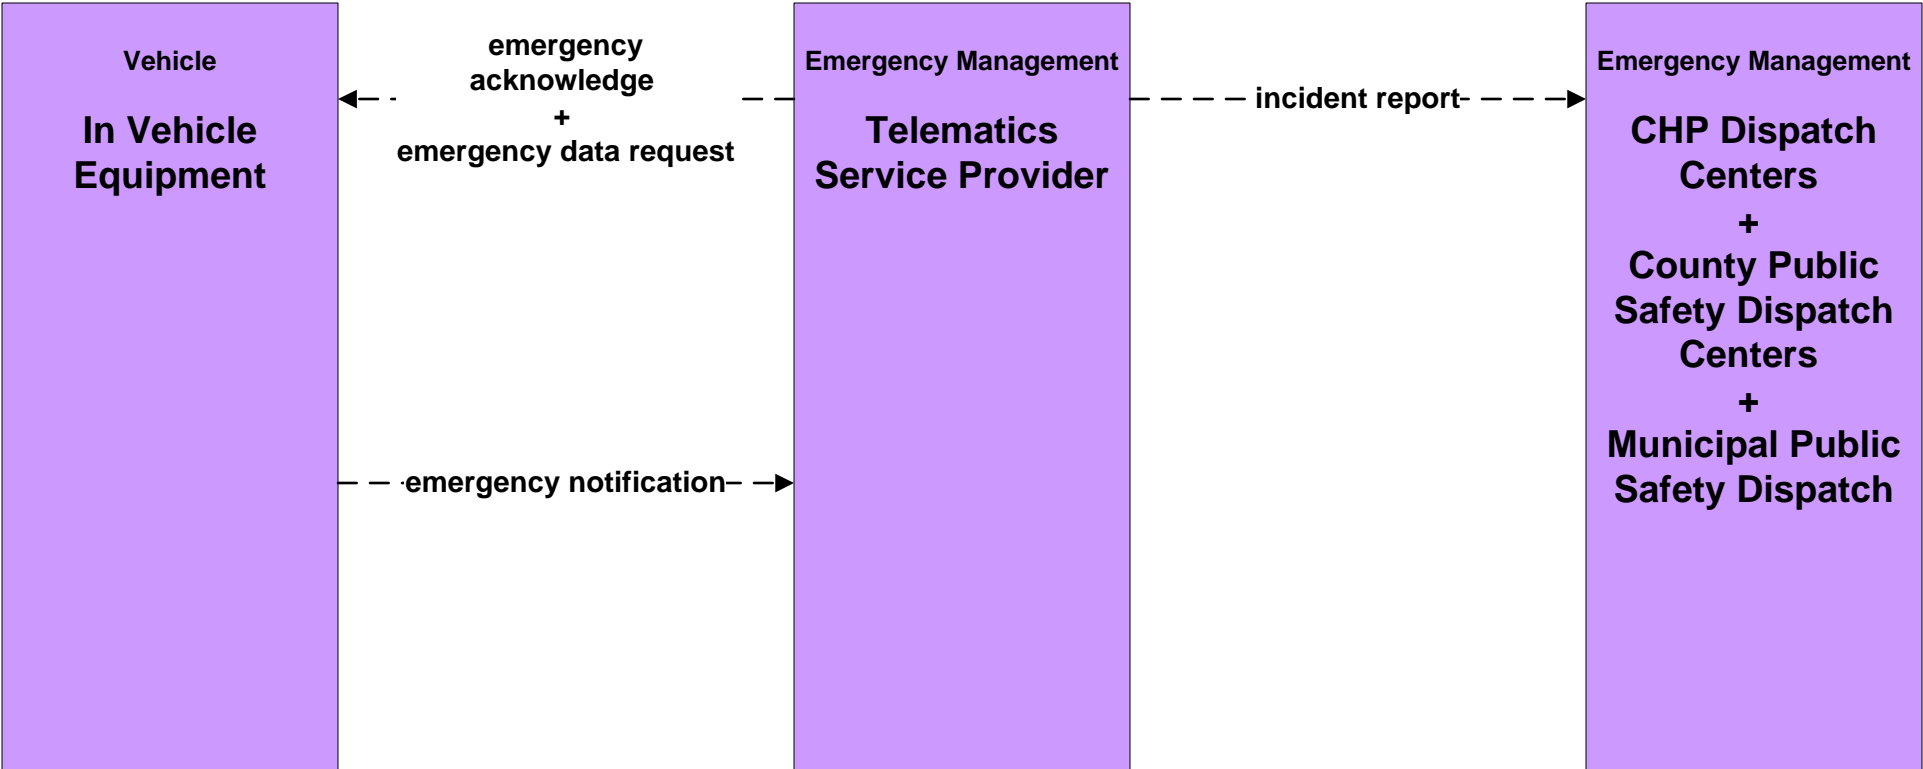 Vehicle
In Vehicle
Equipment
emergency
acknowledge
+
emergency data request
emergency notification
Emergency Management
Telematics
Service Provider
incident report
Emergency Management
CHP Dispatch
Centers
+
County Public
Safety Dispatch
Centers
+
Municipal Public
Safety Dispatch